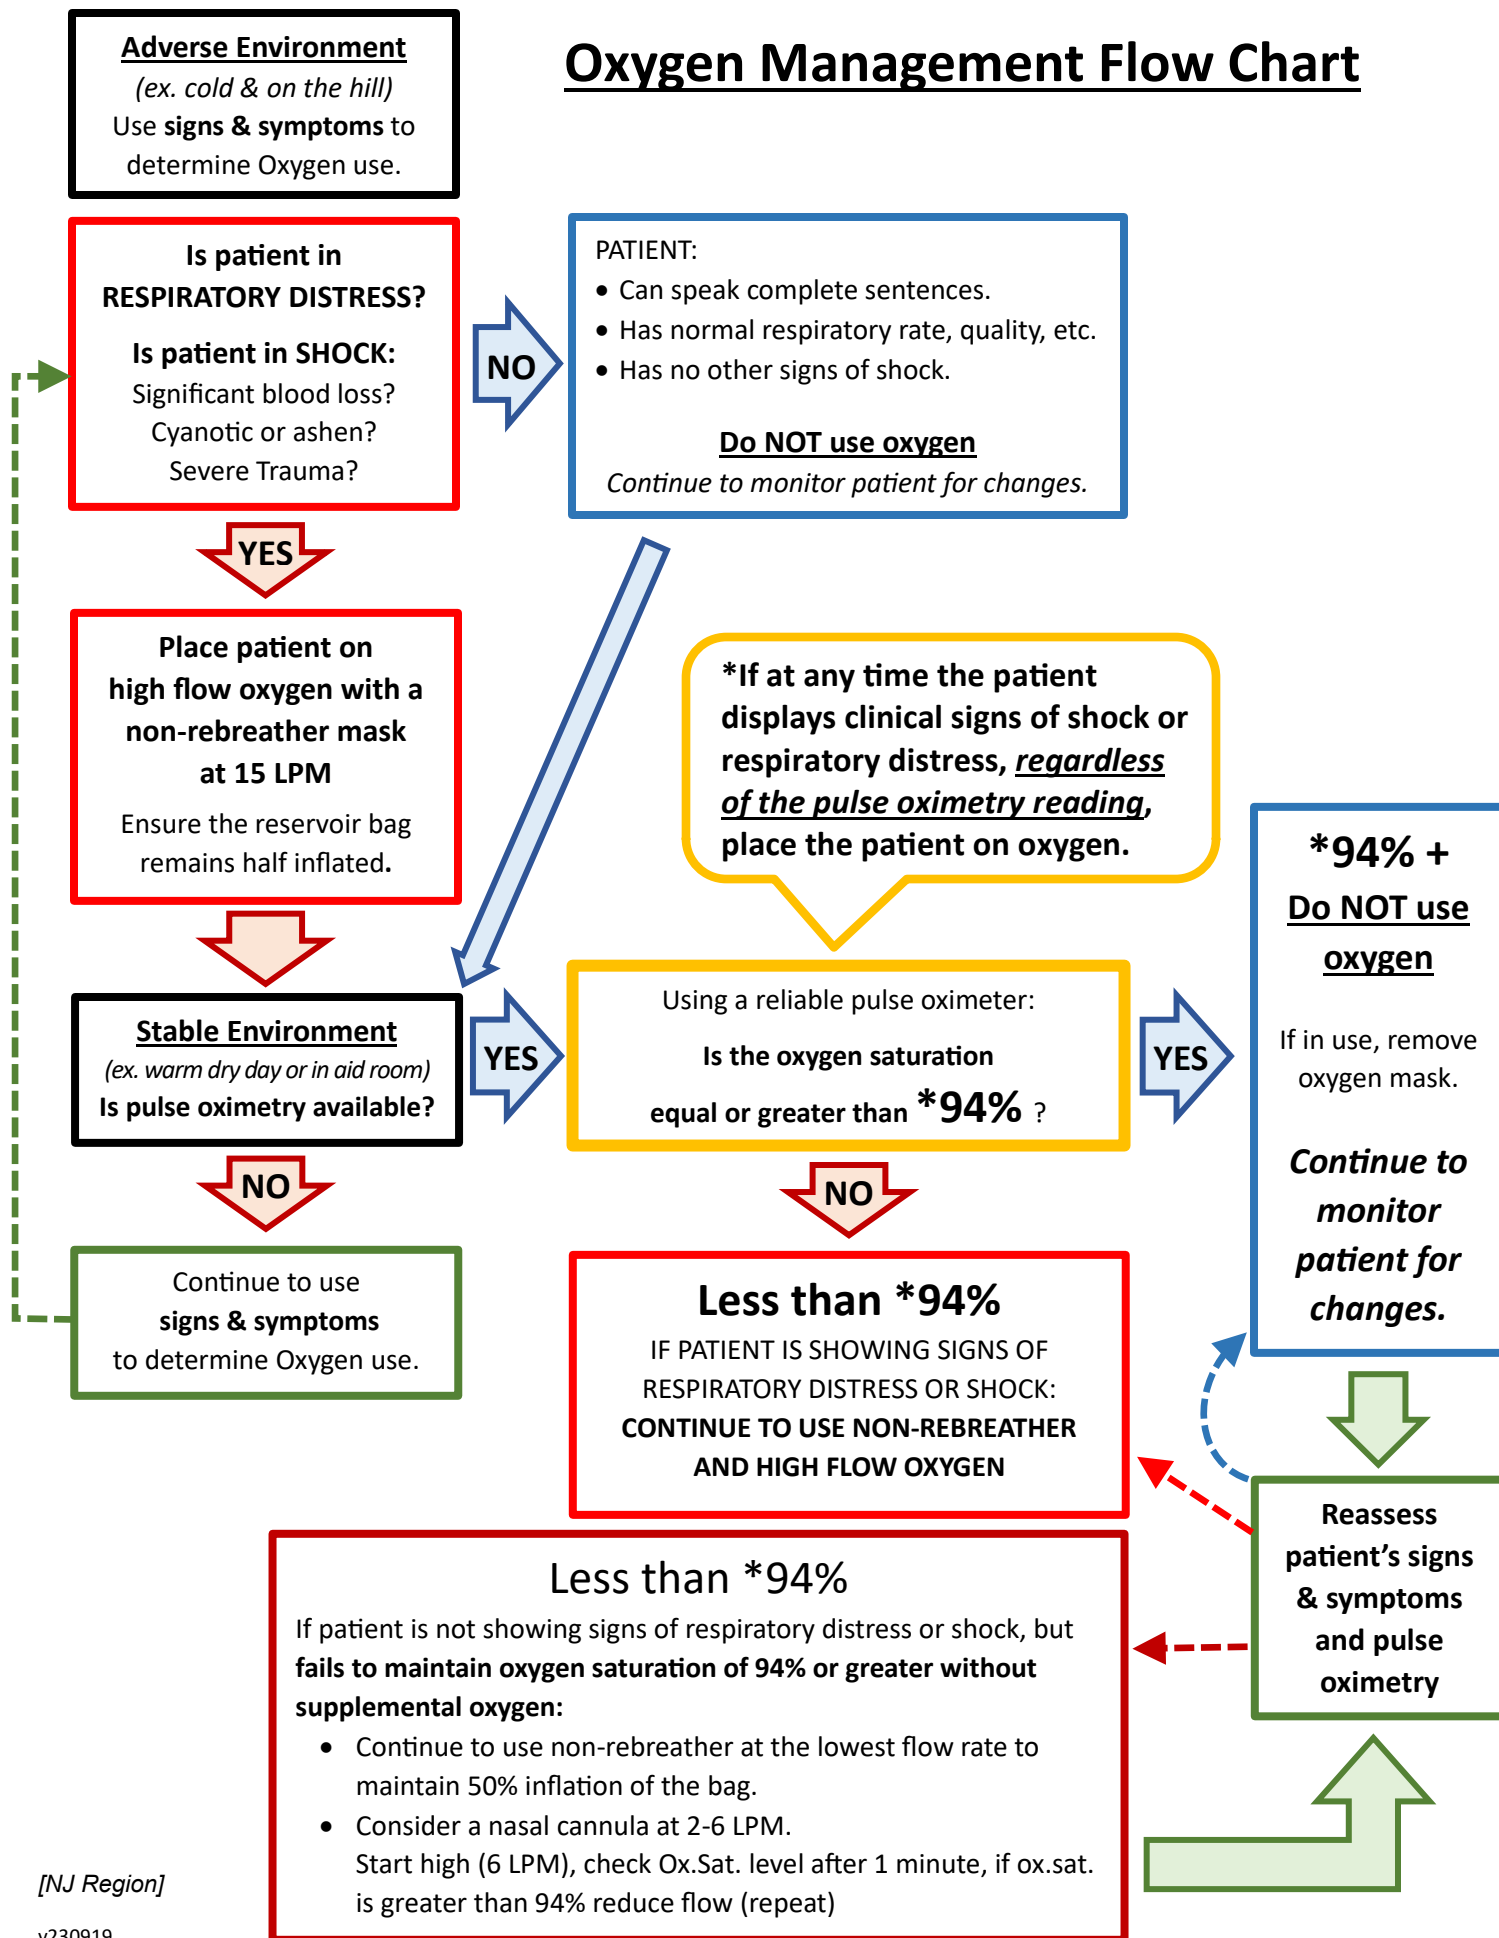 Oxygen Management Flow Chart
Adverse Environment
(ex. cold & on the hill)
Use signs & symptoms to
determine Oxygen use.
Is patient in
RESPIRATORY DISTRESS?
Is patient in SHOCK:
Significant blood loss?
Cyanotic or ashen?
Severe Trauma?
NO
PATIENT:
• Can speak complete sentences.
• Has normal respiratory rate, quality, etc.
• Has no other signs of shock.
Do NOT use oxygen
Continue to monitor patient for changes.
YES
Place patient on
high flow oxygen with a
non-rebreather mask
at 15 LPM
Ensure the reservoir bag
remains half inflated.
*If at any time the patient
displays clinical signs of shock or
respiratory distress, regardless
of the pulse oximetry reading,
place the patient on oxygen.
Stable Environment
(ex. warm dry day or in aid room)
Is pulse oximetry available?
YES
Using a reliable pulse oximeter:
Is the oxygen saturation
equal or greater than *94% ?
YES
*94% +
Do NOT use
oxygen
If in use, remove
oxygen mask.
Continue to
monitor
patient for
changes.
NO
Continue to use
signs & symptoms
to determine Oxygen use.
NO
Less than *94%
IF PATIENT IS SHOWING SIGNS OF
RESPIRATORY DISTRESS OR SHOCK:
CONTINUE TO USE NON-REBREATHER
AND HIGH FLOW OXYGEN
Reassess
patient's signs
& symptoms
and pulse
oximetry
Less than *94%
If patient is not showing signs of respiratory distress or shock, but
fails to maintain oxygen saturation of 94% or greater without
supplemental oxygen:
• Continue to use non-rebreather at the lowest flow rate to
maintain 50% inflation of the bag.
• Consider a nasal cannula at 2-6 LPM.
Start high (6 LPM), check Ox.Sat. level after 1 minute, if ox.sat.
is greater than 94% reduce flow (repeat)
[NJ Region]
v230919